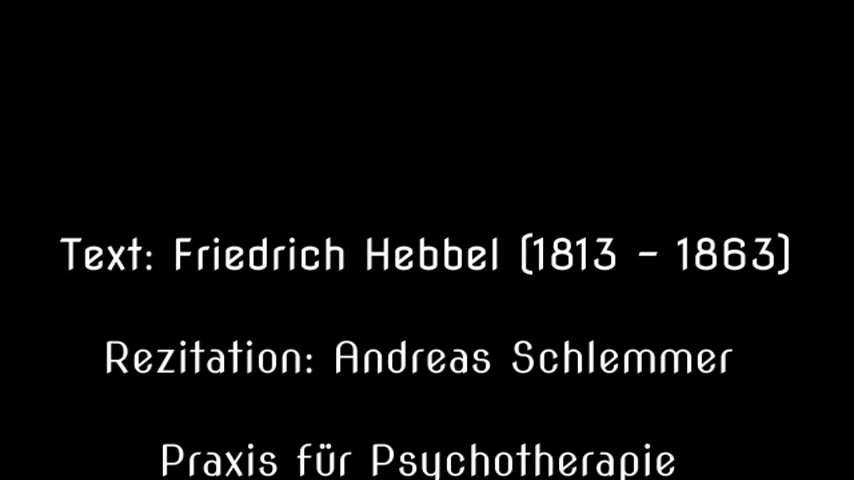 Text: Friedrich Hebbel (1813 - 1863)
Rezitation: Andreas Schlemmer
Praxis für Psychotherapie